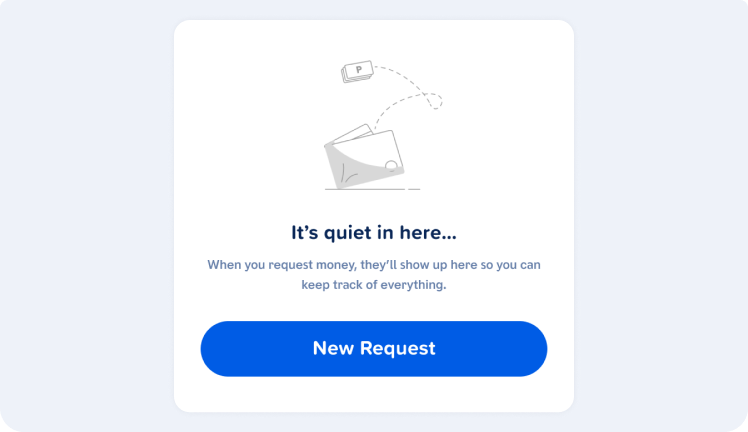 P
It’s quiet in here…
When you request money, they’ll show up here so you can
keep track of everything.
New Request